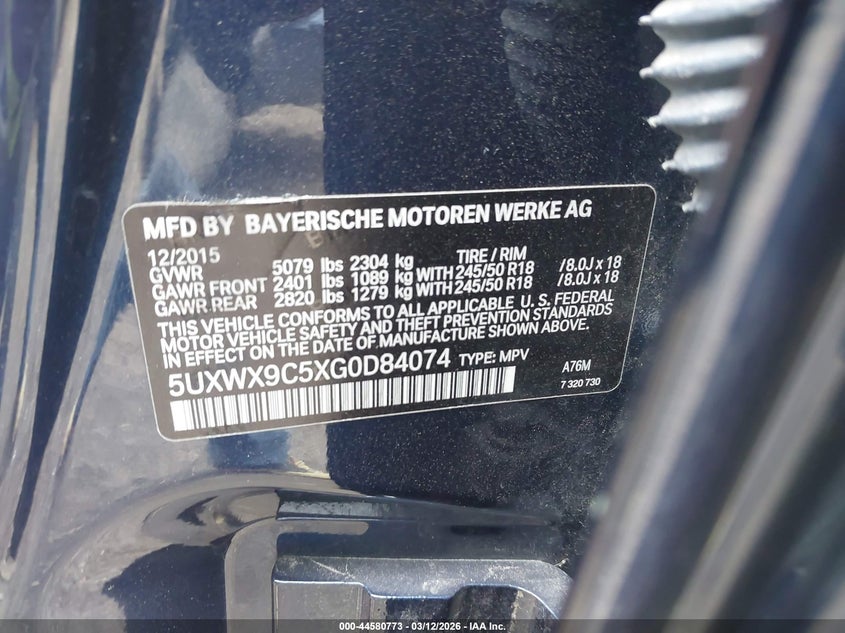 MFD BY BAYERISCHE MOTOREN WERKE AG
12/2015 TIRE / RIM
GVWR 5079 lbs 2304 kg
GAWR FRONT 2401 lbs 1089 kg WITH 245/50 R18 /8.0J x 18
GAWR REAR 2820 lbs 1279 kg WITH 245/50 R18 /8.0J x 18
THIS VEHICLE CONFORMS TO ALL APPLICABLE U.S. FEDERAL
MOTOR VEHICLE SAFETY AND THEFT PREVENTION STANDARDS
IN EFFECT ON THE DATE OF MANUFACTURE SHOWN ABOVE.
5UXWX9C5XG0D84074 TYPE: MPV A76M
7 320 730
000-44580773 - 03/12/2026 - IAA Inc.